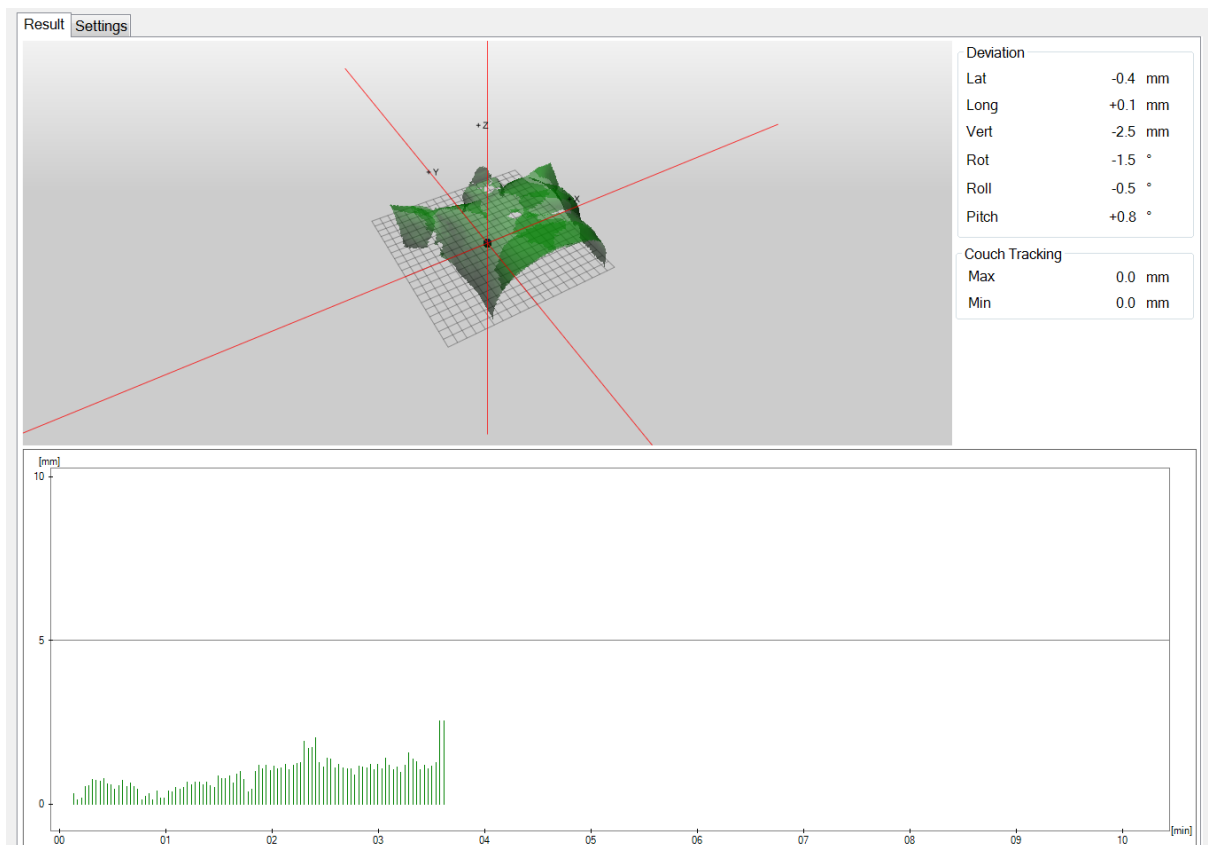 Result Settings
Deviation
Lat -0.4 mm
Long +0.1 mm
Vert -2.5 mm
Rot -1.5 °
Roll -0.5 °
Pitch +0.8 °
Couch Tracking
Max 0.0 mm
Min 0.0 mm
+Z
+Y
+X
[mm]
10
5
0
00 01 02 03 04 05 06 07 08 09 10
[min]